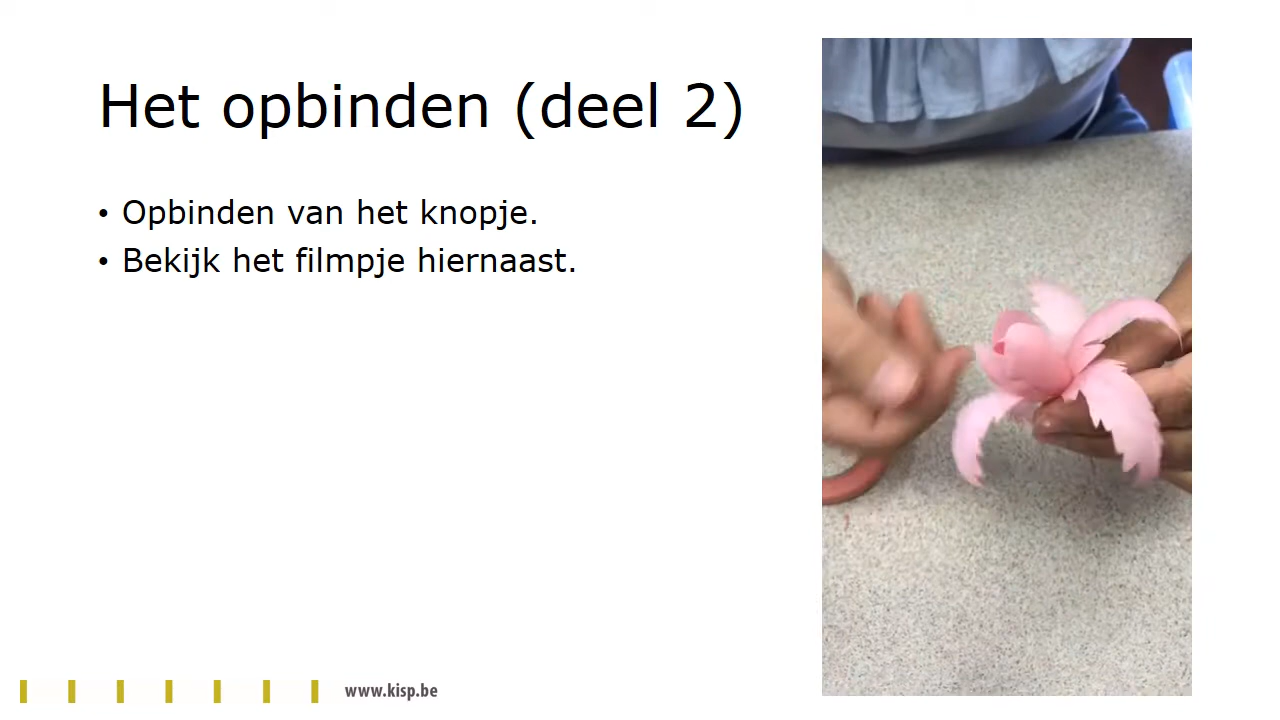 Het opbinden (deel 2)
• Opbinden van het knopje.
• Bekijk het filmpje hiernaast.
www.kisp.be